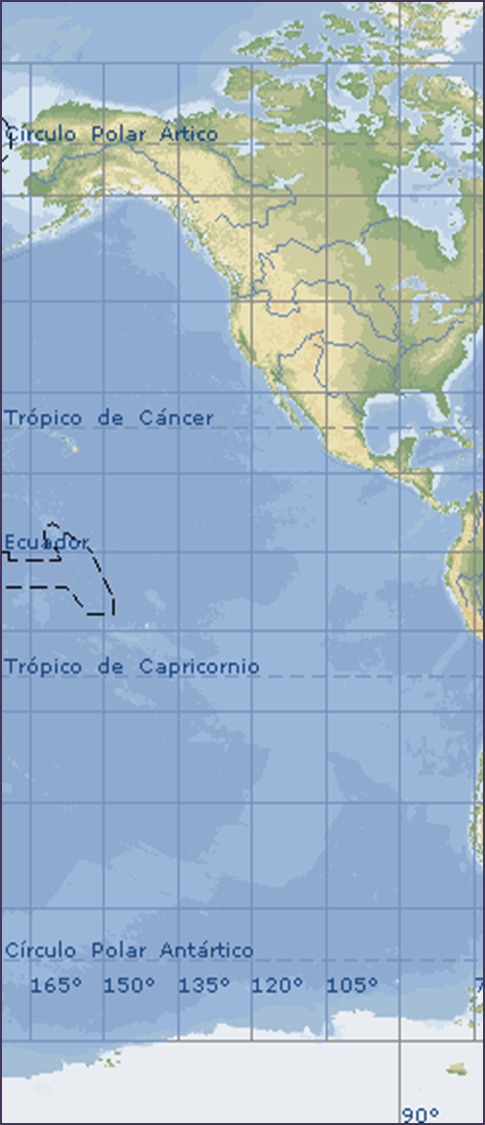 Círculo Polar Ártico
Trópico de Cáncer
Ecuador
Trópico de Capricornio
Círculo Polar Antártico
165° 150° 135° 120° 105° 7
90°